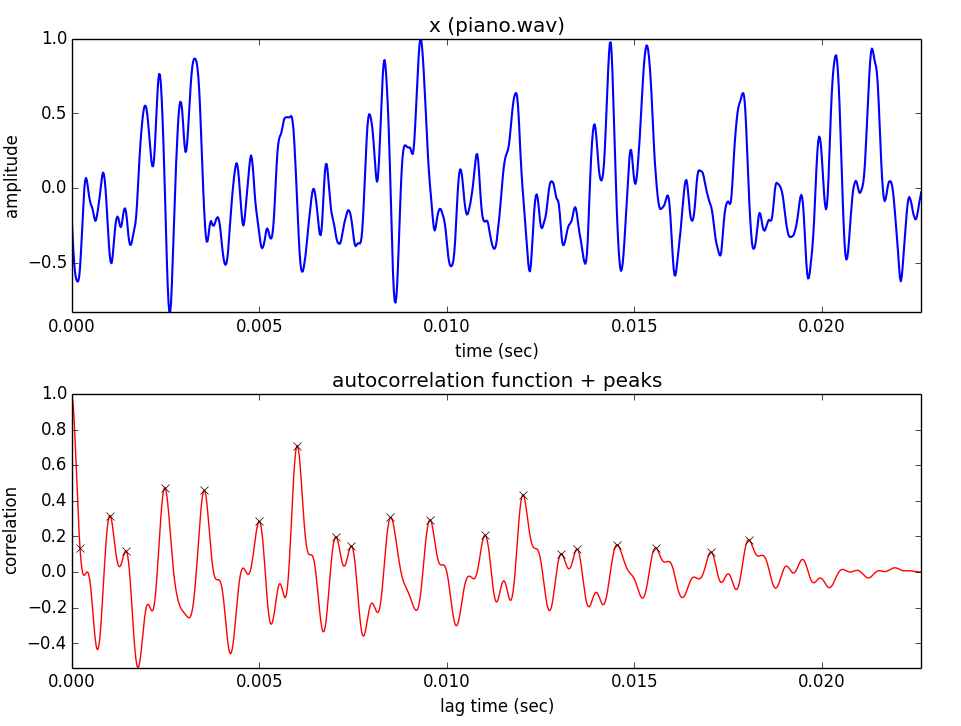 x (piano.wav)
1.0
0.5
0.0
−0.5
amplitude
0.000 0.005 0.010 0.015 0.020
time (sec)
autocorrelation function + peaks
1.0
0.8
0.6
0.4
0.2
0.0
−0.2
−0.4
correlation
0.000 0.005 0.010 0.015 0.020
lag time (sec)